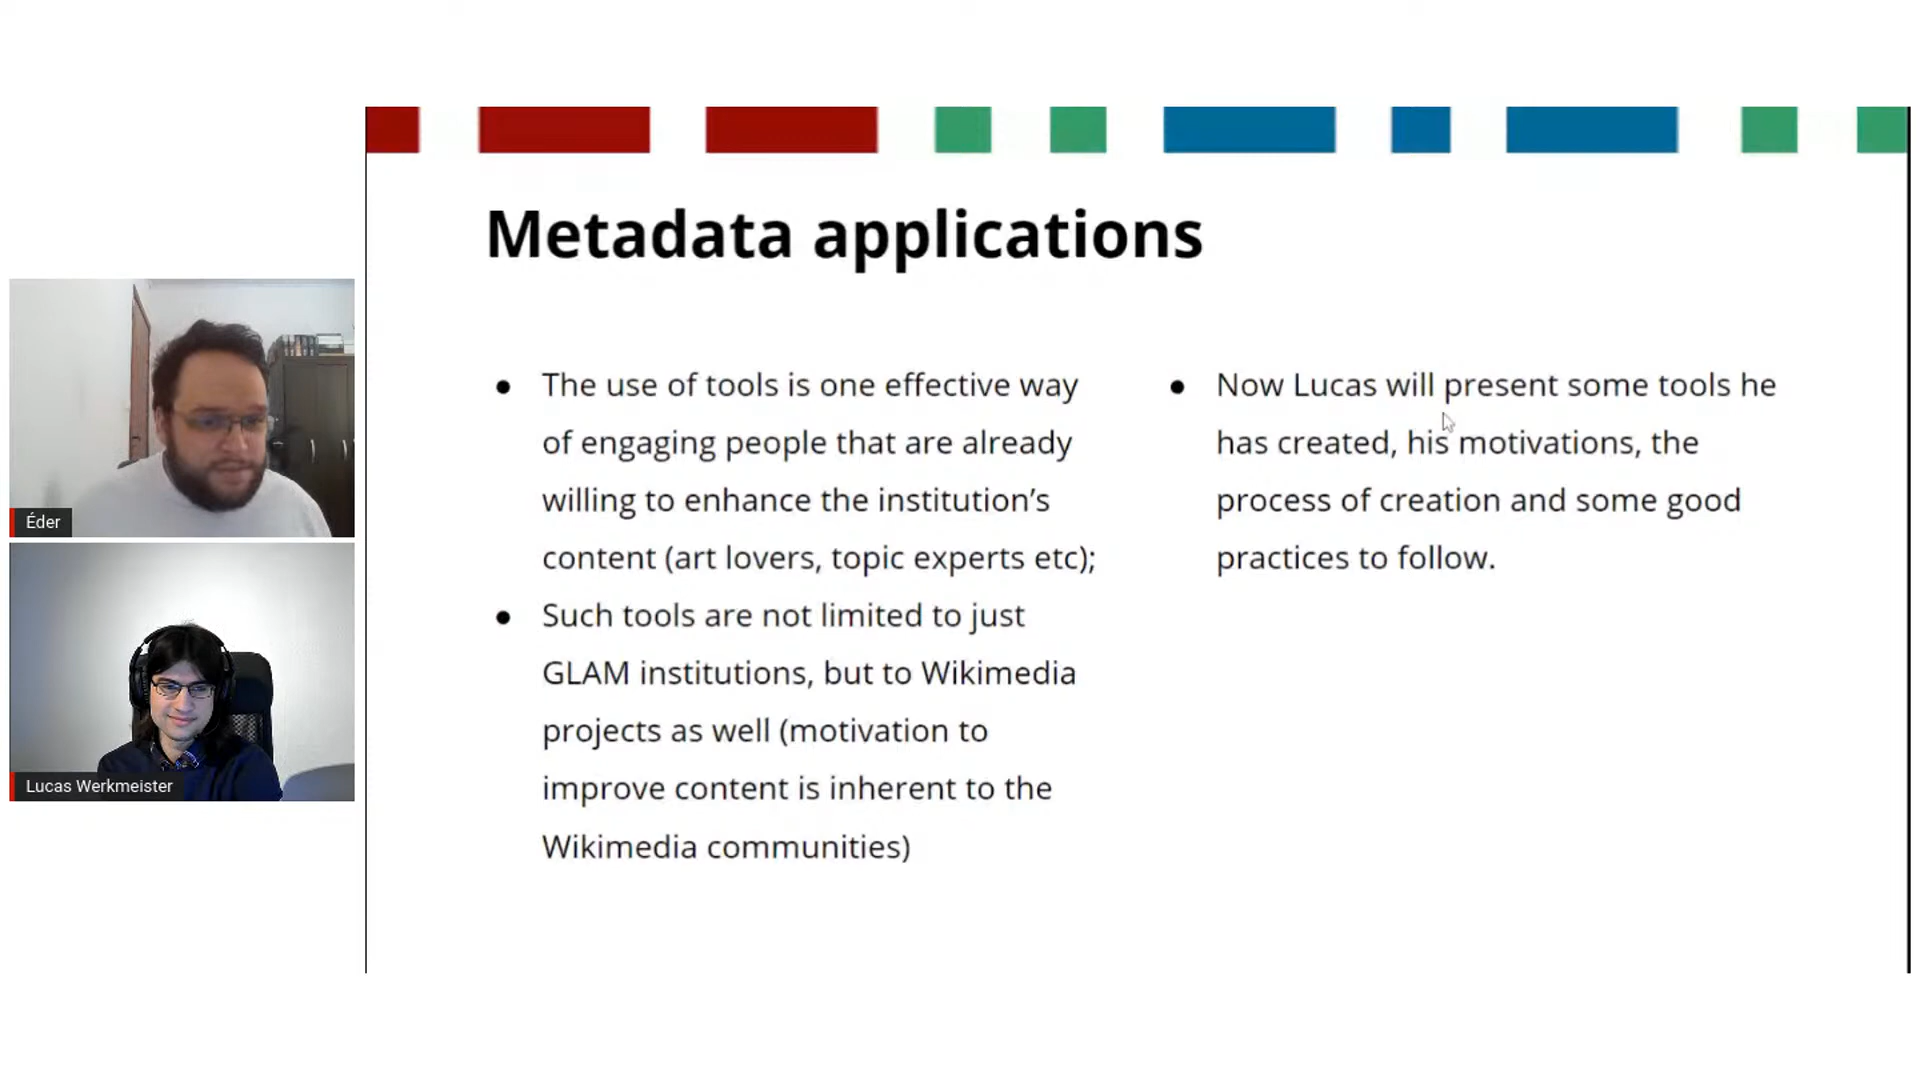 Metadata applications
● The use of tools is one effective way
of engaging people that are already
willing to enhance the institution’s
content (art lovers, topic experts etc);
● Such tools are not limited to just
GLAM institutions, but to Wikimedia
projects as well (motivation to
improve content is inherent to the
Wikimedia communities)
● Now Lucas will present some tools he
has created, his motivations, the
process of creation and some good
practices to follow.
Éder
Lucas Werkmeister